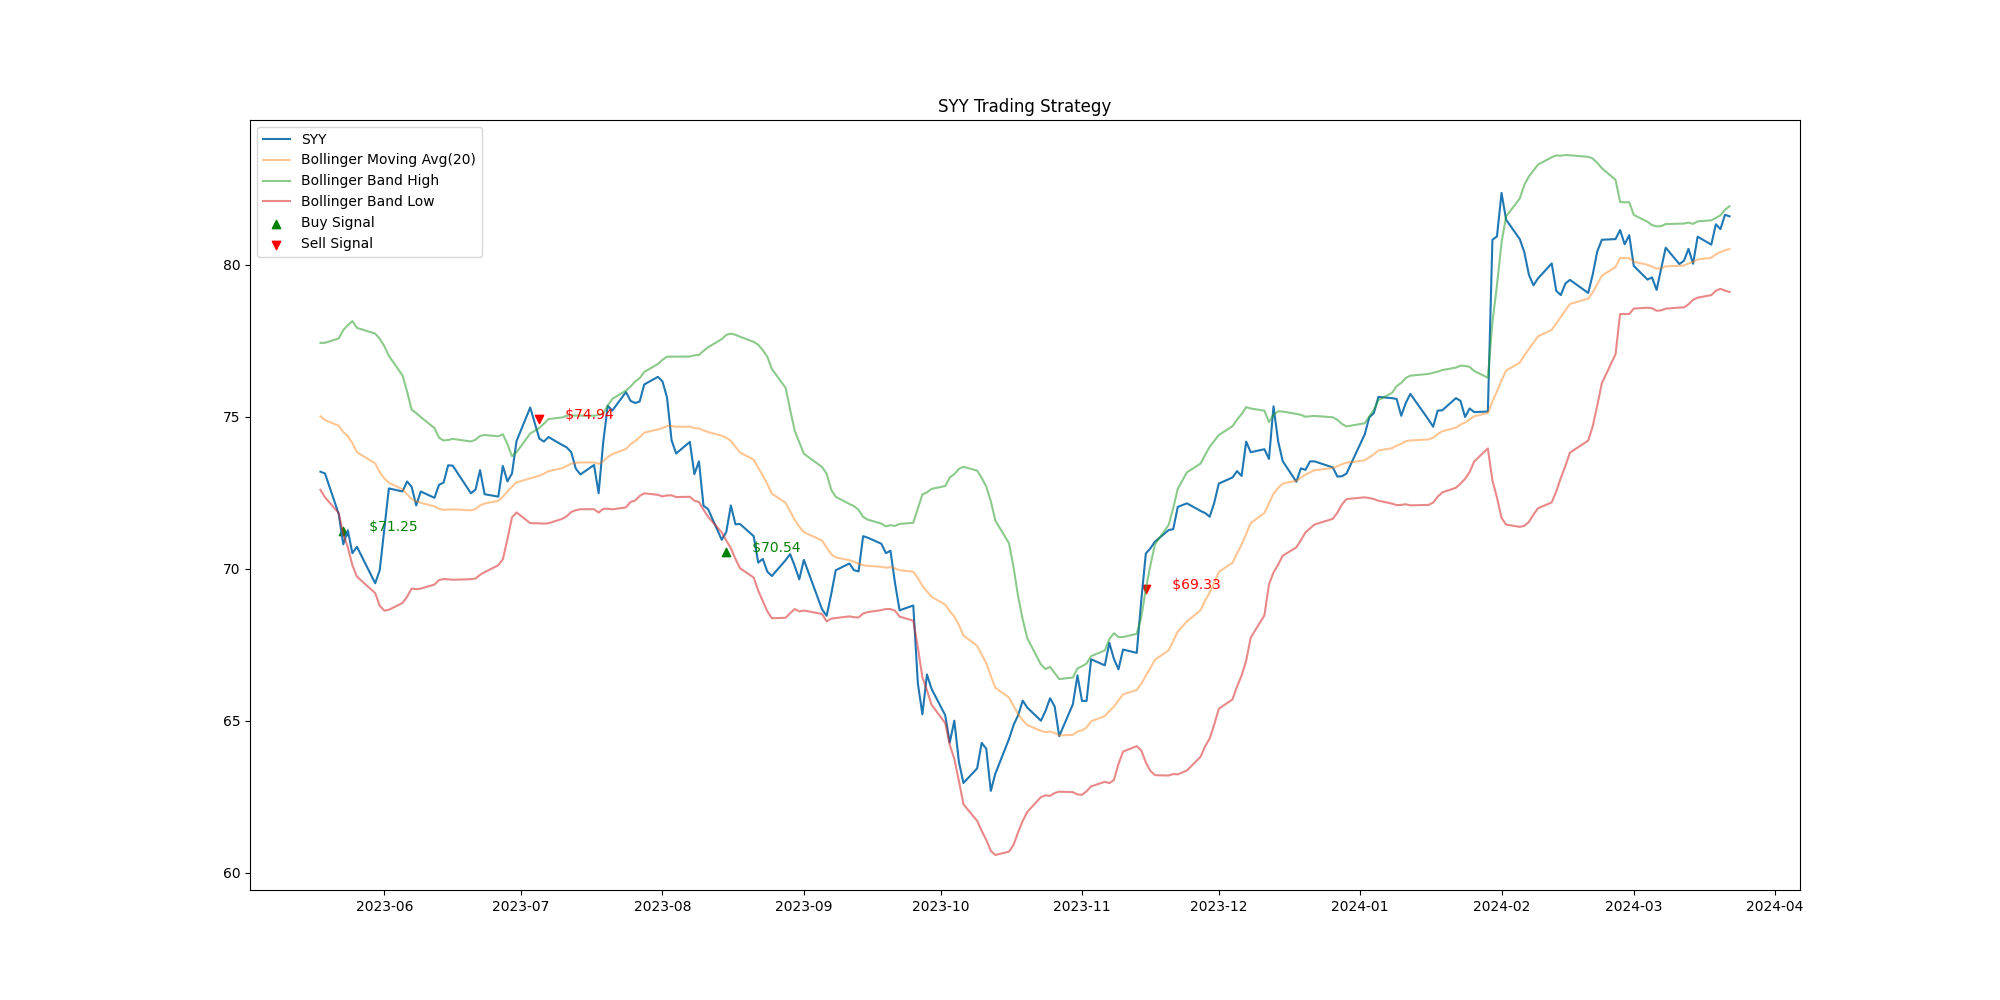 SYY Trading Strategy
SYY
Bollinger Moving Avg(20)
Bollinger Band High
Bollinger Band Low
Buy Signal
Sell Signal
80
75
70
65
60
$71.25
$74.94
$70.54
$69.33
2023-06
2023-07
2023-08
2023-09
2023-10
2023-11
2023-12
2024-01
2024-02
2024-03
2024-04